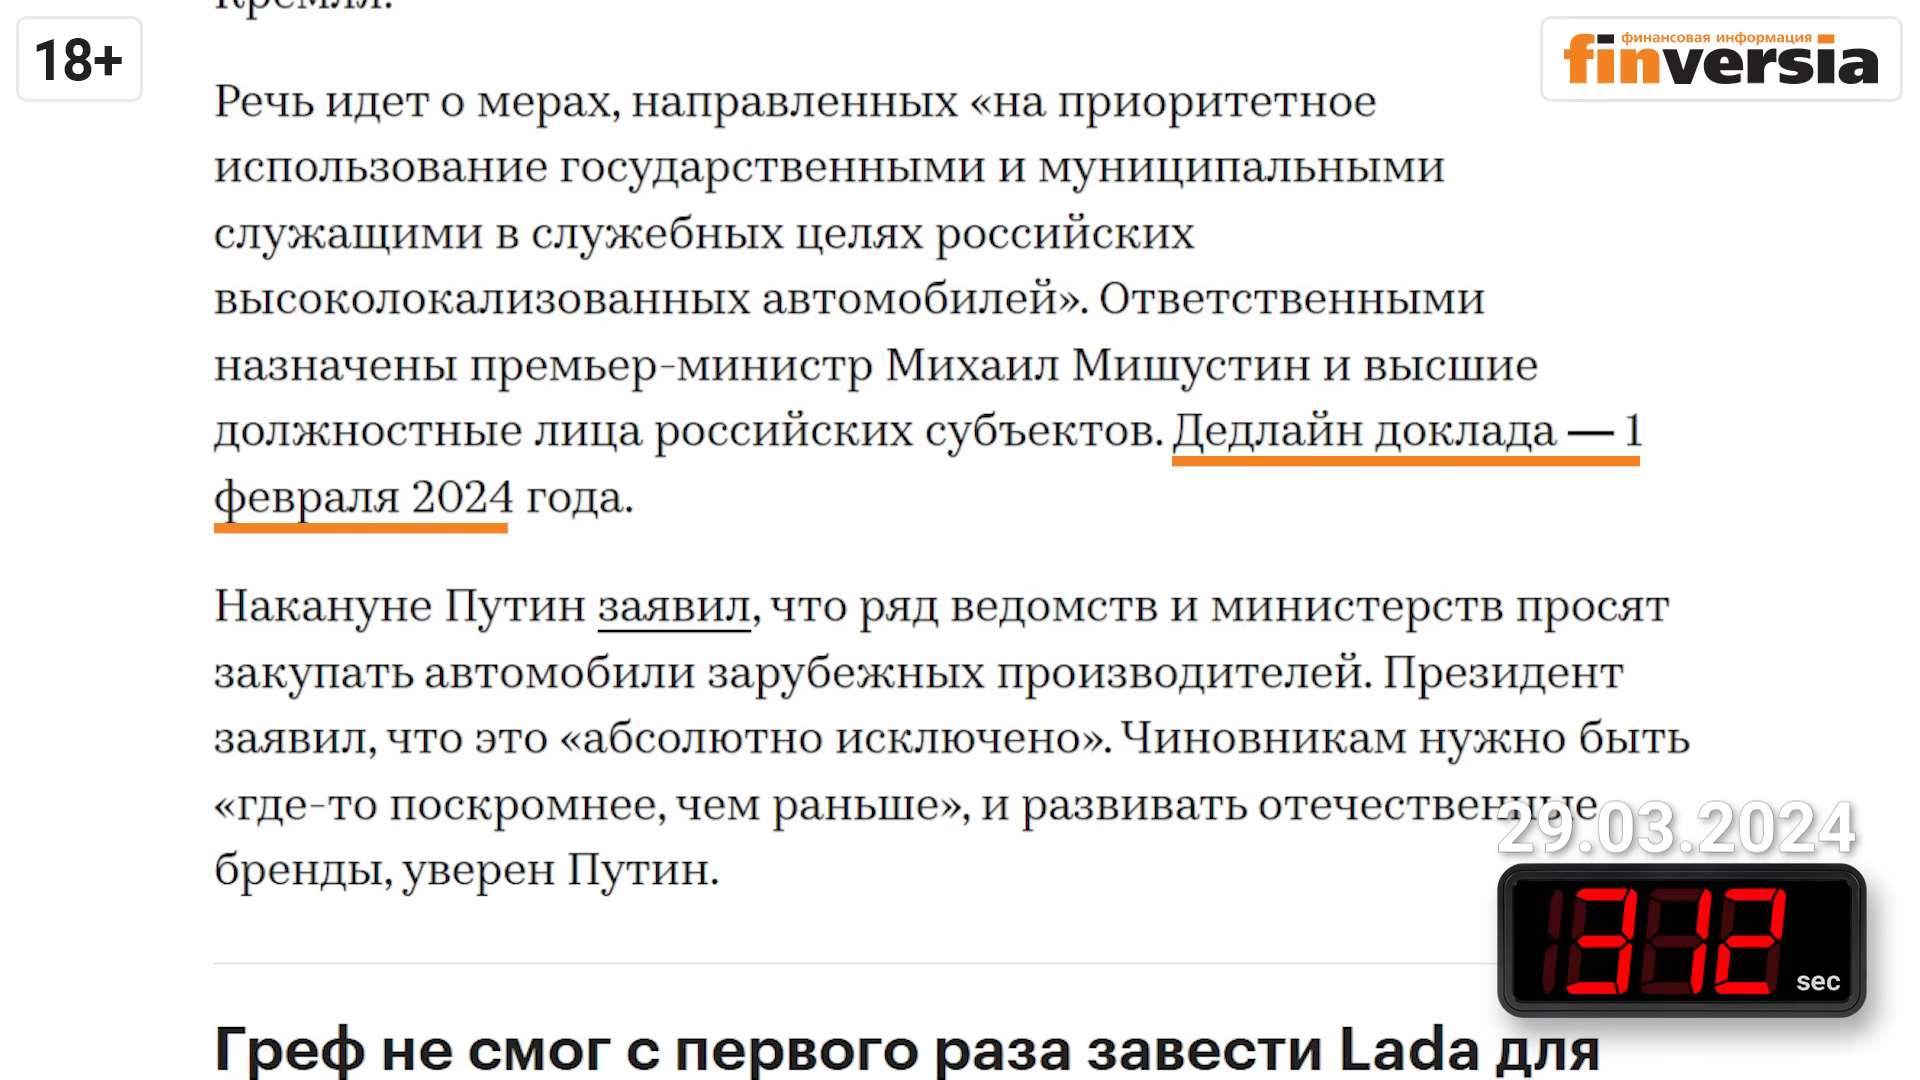 Кремля.
18+
финансовая информация
finversia
Речь идет о мерах, направленных «на приоритетное
использование государственными и муниципальными
служащими в служебных целях российских
высоколокализованных автомобилей». Ответственными
назначены премьер-министр Михаил Мишустин и высшие
должностные лица российских субъектов. Дедлайн доклада — 1
февраля 2024 года.
Накануне Путин заявил, что ряд ведомств и министерств просят
закупать автомобили зарубежных производителей. Президент
заявил, что это «абсолютно исключено». Чиновникам нужно быть
«где-то поскромнее, чем раньше», и развивать отечественные
бренды, уверен Путин.
29.03.2024
312 sec
Греф не смог с первого раза завести Lada для